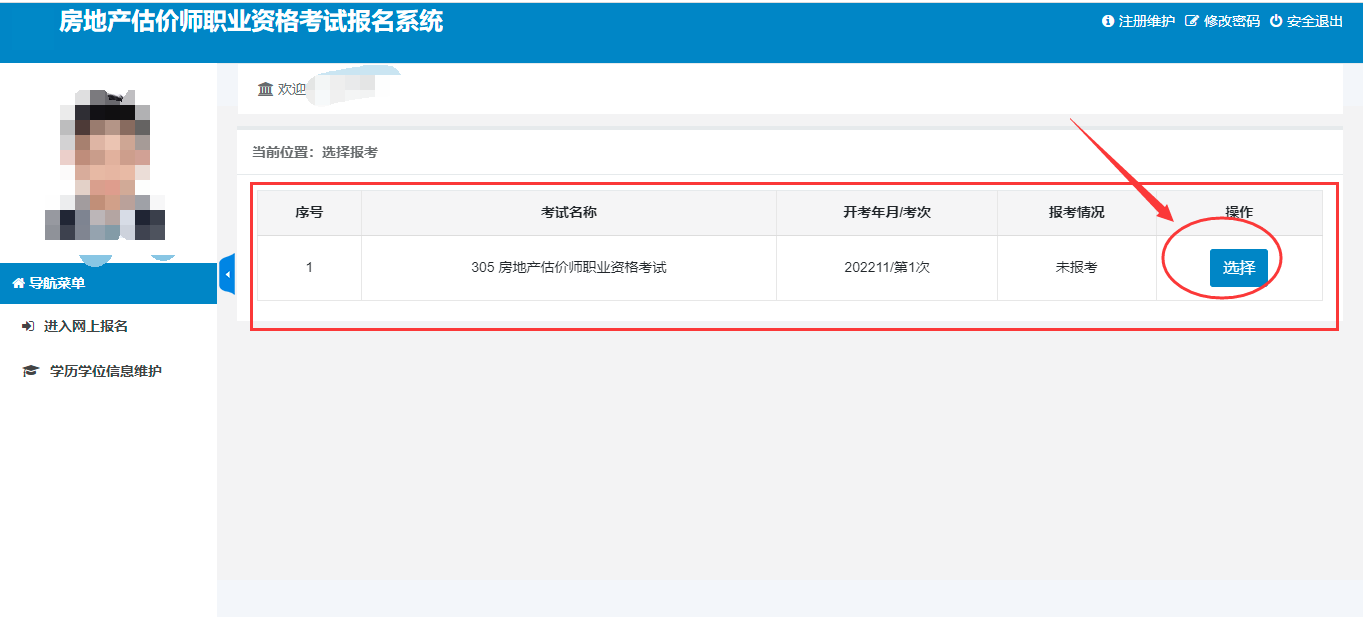 房地产估价师职业资格考试报名系统
注册维护 修改密码 安全退出
欢迎
当前位置：选择报考
序号 考试名称 开考年月/考次 报考情况 操作
1 305 房地产估价师职业资格考试 202211/第1次 未报考 选择
导航菜单
进入网上报名
学历学位信息维护